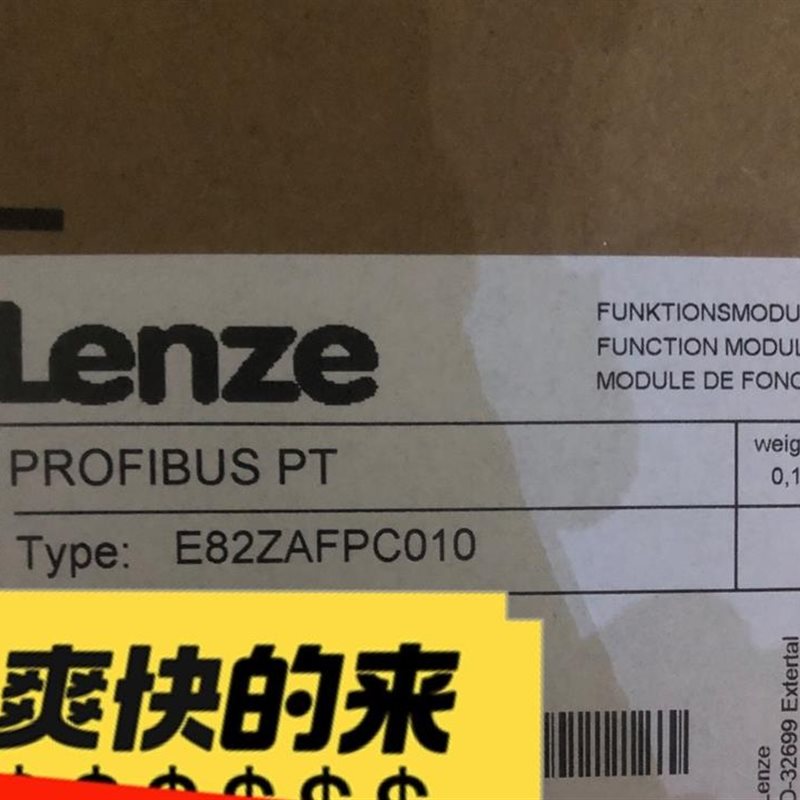 Lenze
FUNKTIONSMODU
FUNCTION MODUL
MODULE DE FONC
PROFIBUS PT
weig
0,1
Type: E82ZAFPC010
爽快的来
$ $ $ $ $ $
Lenze
D-32699 Extertal